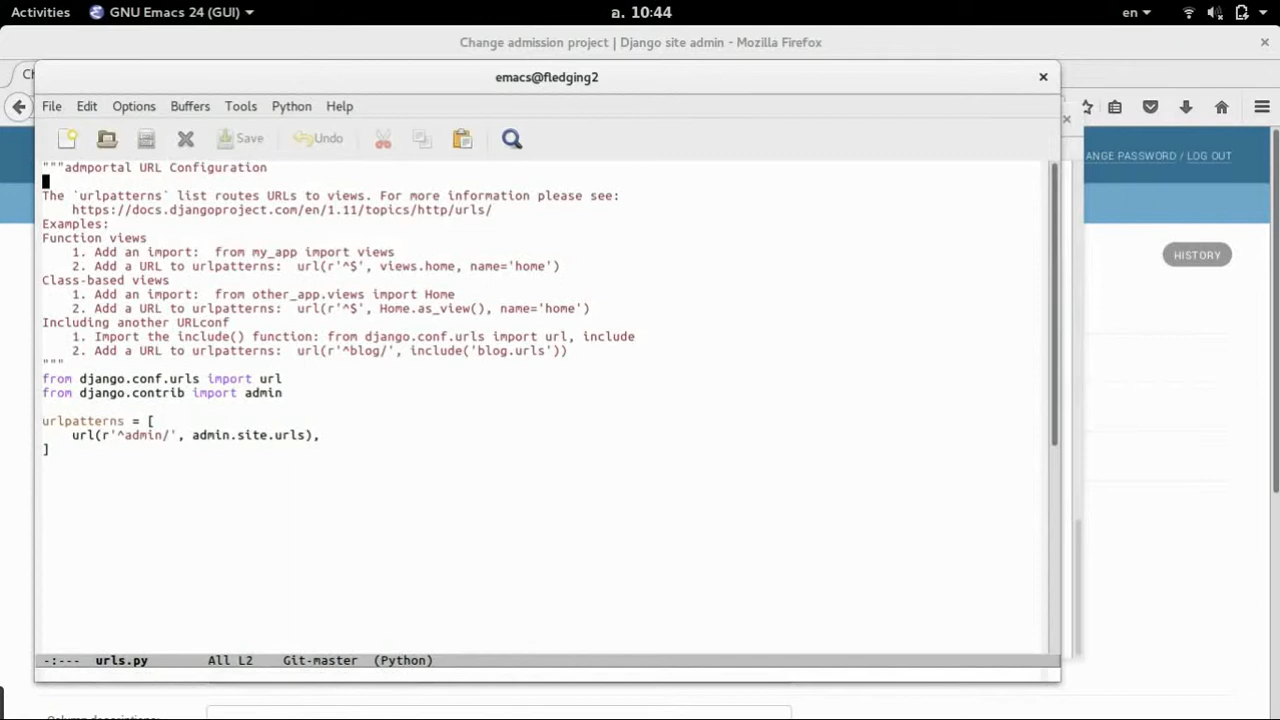 Activities GNU Emacs 24 (GUI) อ. 10:44 en
Change admission project | Django site admin - Mozilla Firefox
emacs@fledging2
File Edit Options Buffers Tools Python Help
Save Undo
ANGE PASSWORD / LOG OUT
HISTORY
"""admportal URL Configuration
The `urlpatterns` list routes URLs to views. For more information please see:
    https://docs.djangoproject.com/en/1.11/topics/http/urls/
Examples:
Function views
    1. Add an import:  from my_app import views
    2. Add a URL to urlpatterns:  url(r'^$', views.home, name='home')
Class-based views
    1. Add an import:  from other_app.views import Home
    2. Add a URL to urlpatterns:  url(r'^$', Home.as_view(), name='home')
Including another URLconf
    1. Import the include() function: from django.conf.urls import url, include
    2. Add a URL to urlpatterns:  url(r'^blog/', include('blog.urls'))
"""
from django.conf.urls import url
from django.contrib import admin
urlpatterns = [
    url(r'^admin/', admin.site.urls),
]
-:---  urls.py        All L2     Git-master  (Python)
Column descriptions: